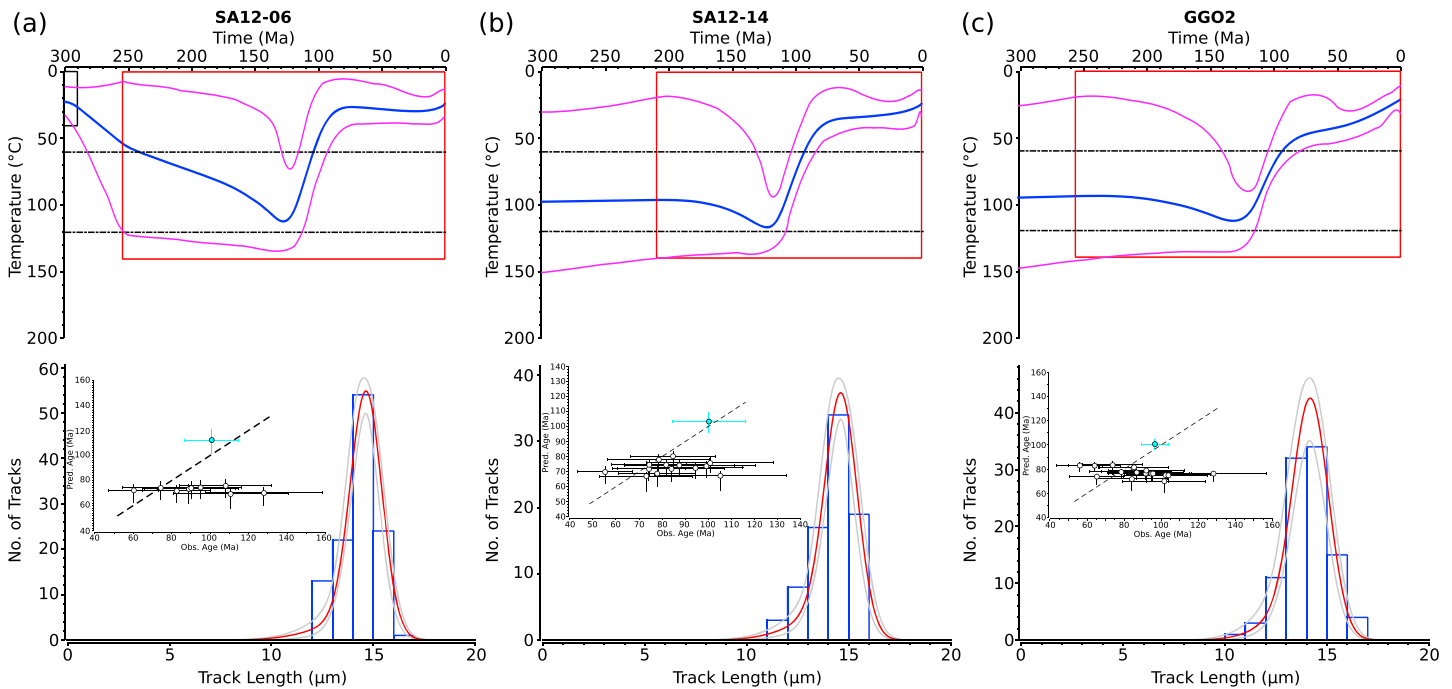 (a)
SA12-06
Time (Ma)
300 250 200 150 100 50 0
0
50
100
150
200
Temperature (°C)
60
50
40
30
20
10
0
No. of Tracks
0 5 10 15 20
Track Length (µm)
160
140
120
100
80
60
40
Pred. Age (Ma)
40 60 80 100 120 140 160
Obs. Age (Ma)
(b)
SA12-14
Time (Ma)
300 250 200 150 100 50 0
0
50
100
150
200
Temperature (°C)
40
30
20
10
0
No. of Tracks
0 5 10 15 20
Track Length (µm)
140
130
120
110
100
90
80
70
60
50
40
Pred. Age (Ma)
40 50 60 70 80 90 100 110 120 130 140
Obs. Age (Ma)
(c)
GGO2
Time (Ma)
300 250 200 150 100 50 0
0
50
100
150
200
Temperature (°C)
40
30
20
10
0
No. of Tracks
0 5 10 15 20
Track Length (µm)
160
140
120
100
80
60
40
Pred. Age (Ma)
40 60 80 100 120 140 160
Obs. Age (Ma)